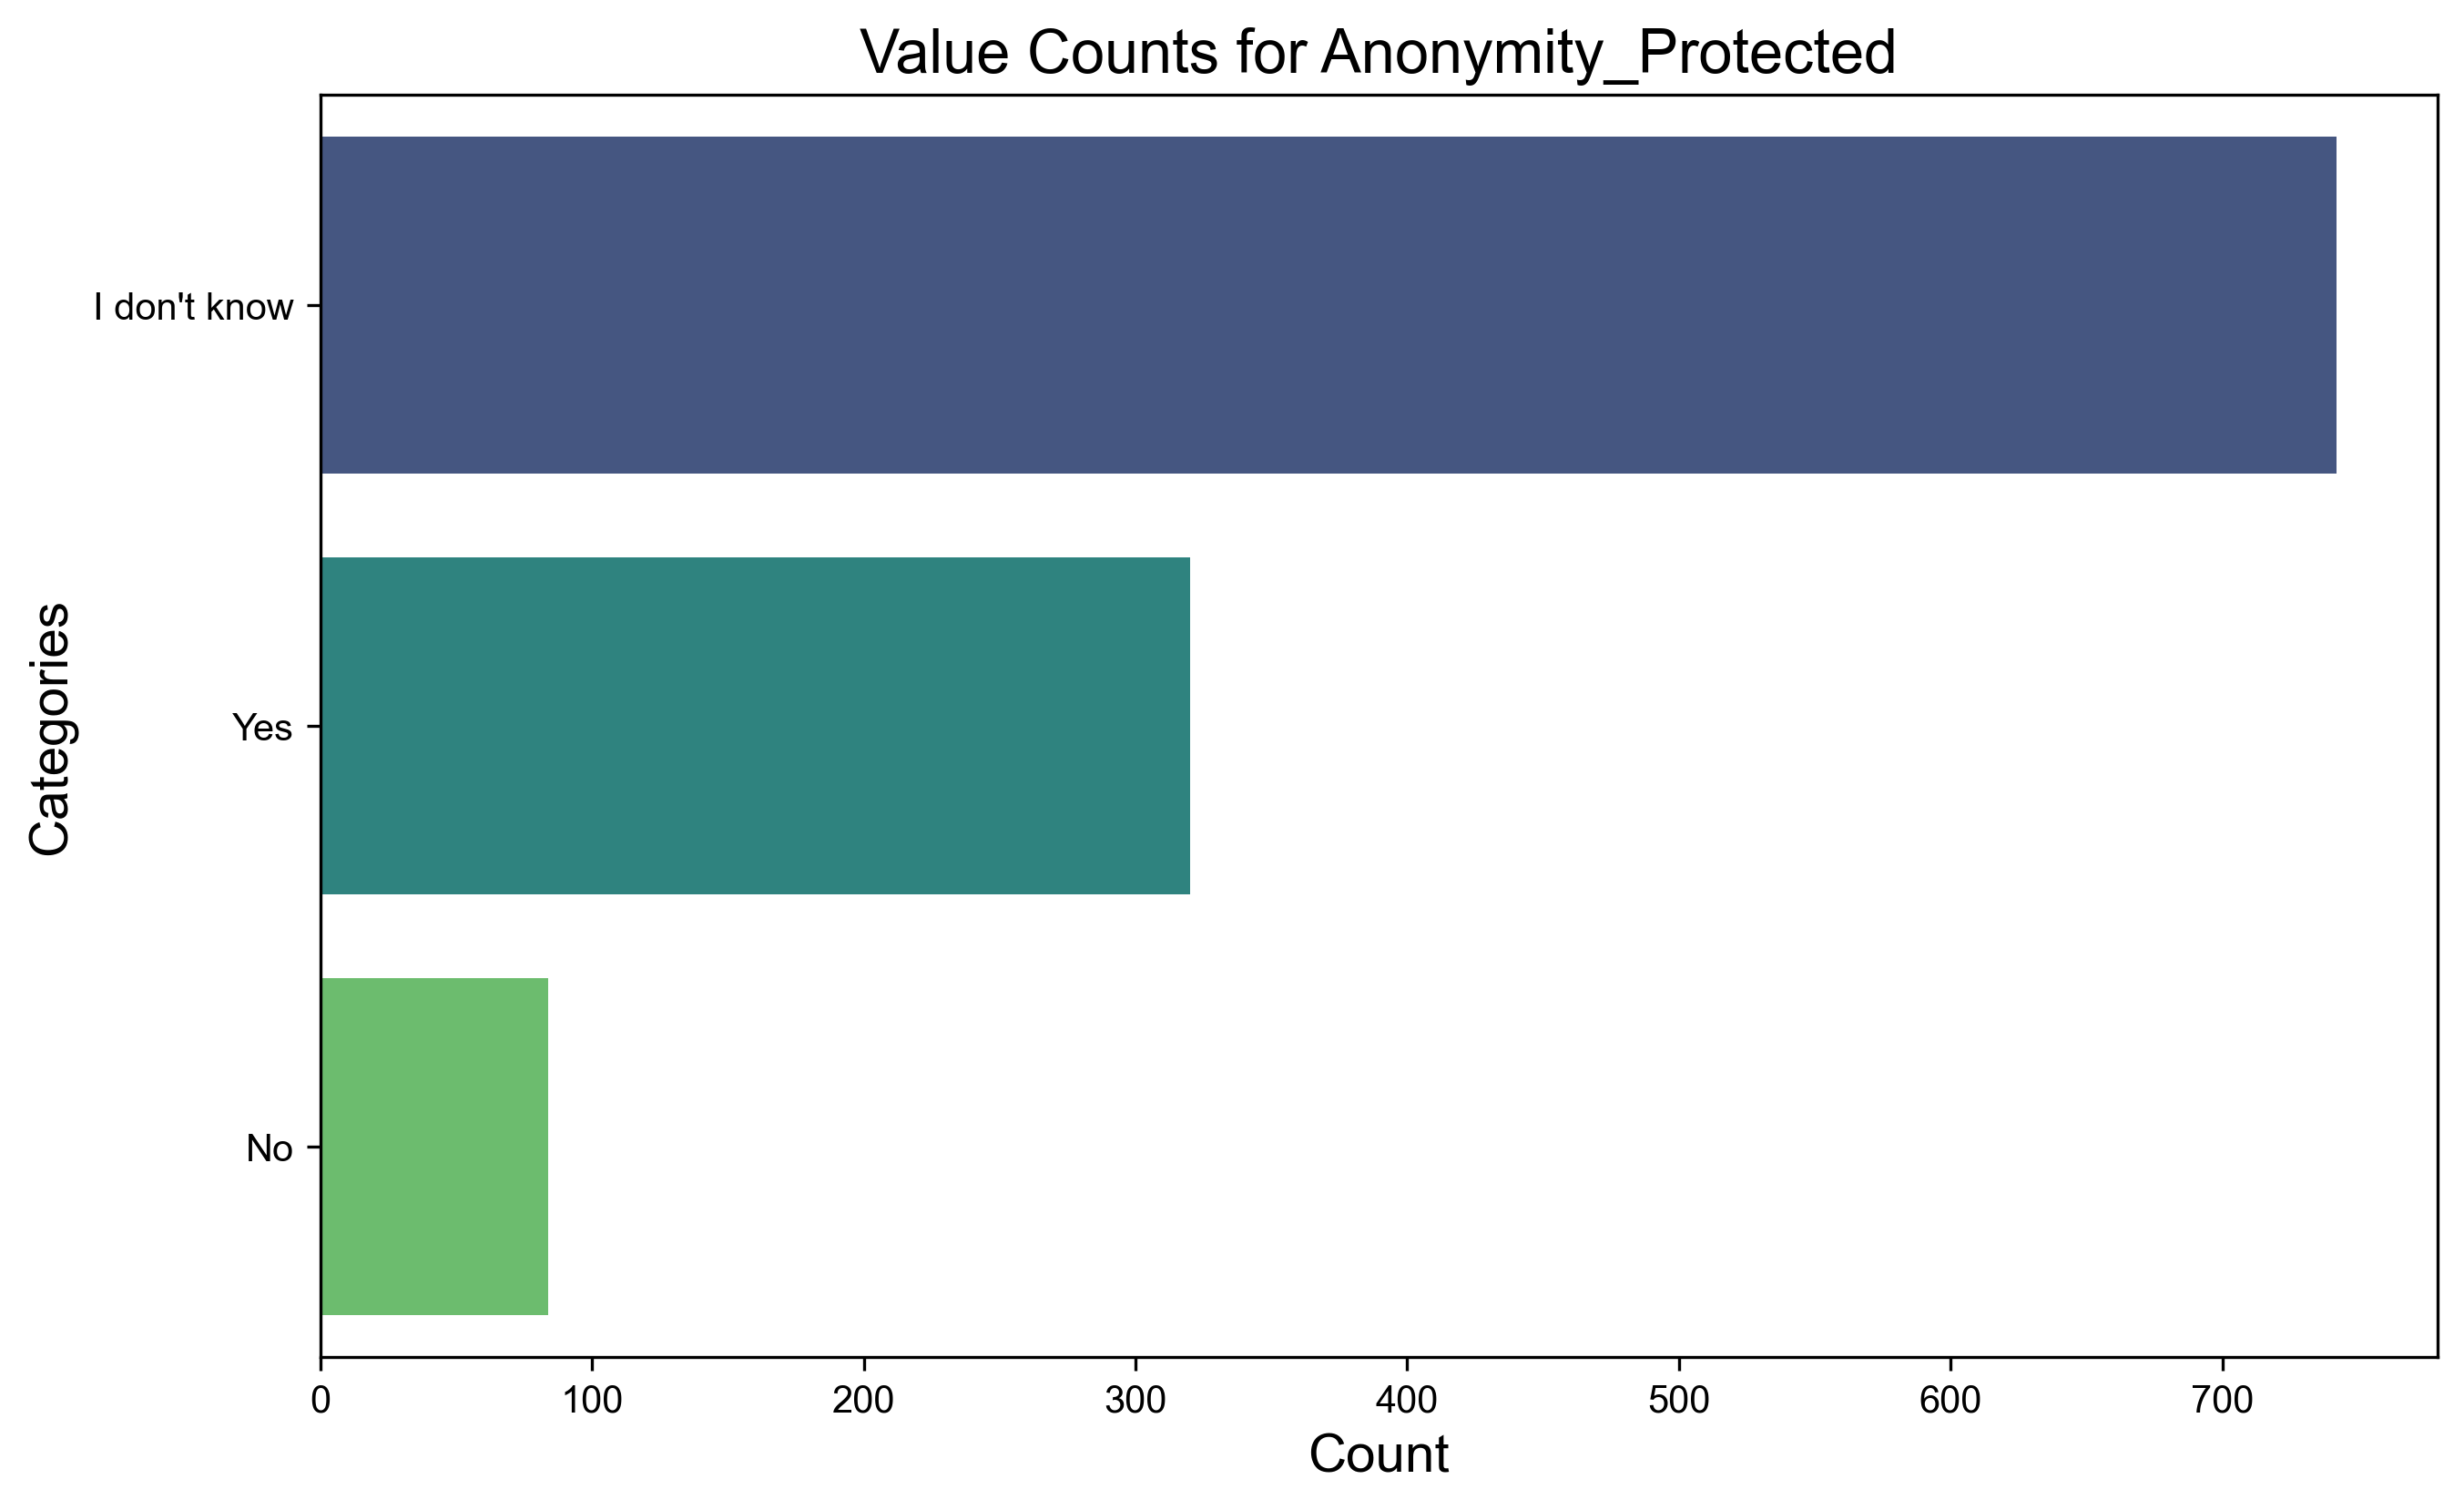 Value Counts for Anonymity_Protected
Categories
I don't know
Yes
No
0 100 200 300 400 500 600 700
Count